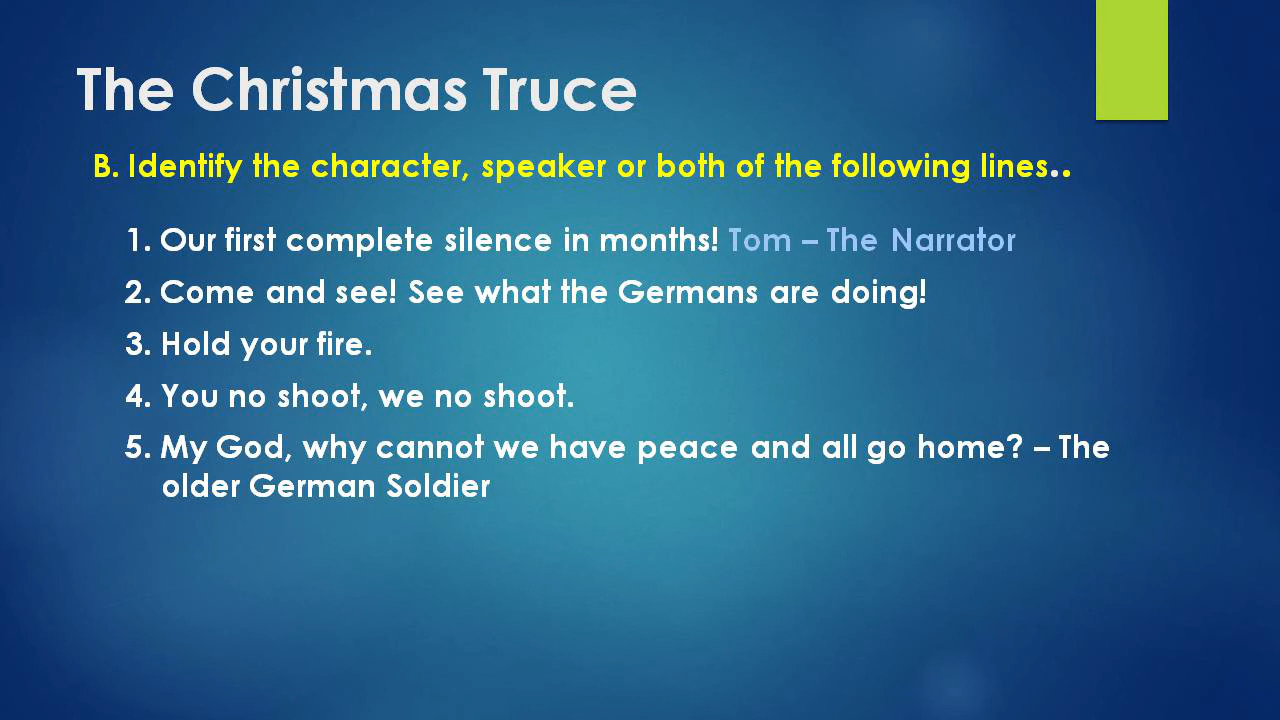 The Christmas Truce
B. Identify the character, speaker or both of the following lines..
1. Our first complete silence in months! Tom – The Narrator
2. Come and see! See what the Germans are doing!
3. Hold your fire.
4. You no shoot, we no shoot.
5. My God, why cannot we have peace and all go home? – The
older German Soldier